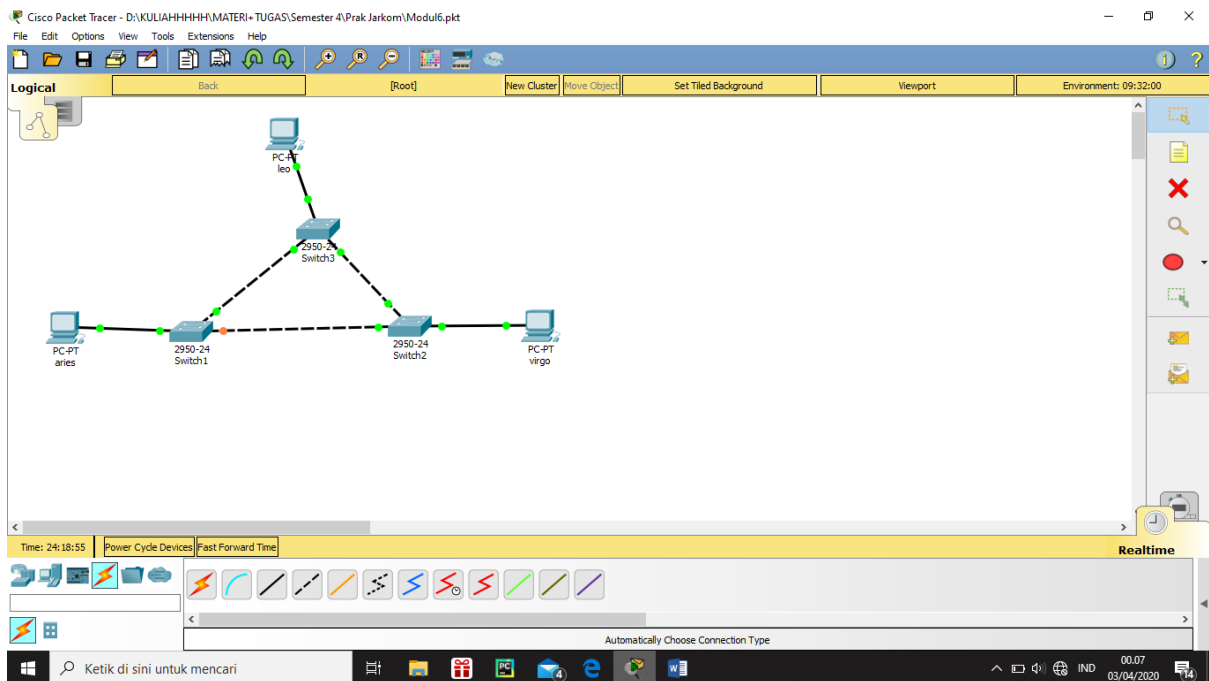 Cisco Packet Tracer - D:\KULIAHHHHH\MATERI+TUGAS\Semester 4\Prak Jarkom\Modul6.pkt
File Edit Options View Tools Extensions Help
Logical
Back
[Root]
New Cluster
Move Object
Set Tiled Background
Viewport
Environment: 09:32:00
PC-PT
leo
2950-24
Switch3
PC-PT
aries
2950-24
Switch1
2950-24
Switch2
PC-PT
virgo
Time: 24:18:55
Power Cycle Devices
Fast Forward Time
Realtime
Automatically Choose Connection Type
Ketik di sini untuk mencari
IND
00.07
03/04/2020
4
14